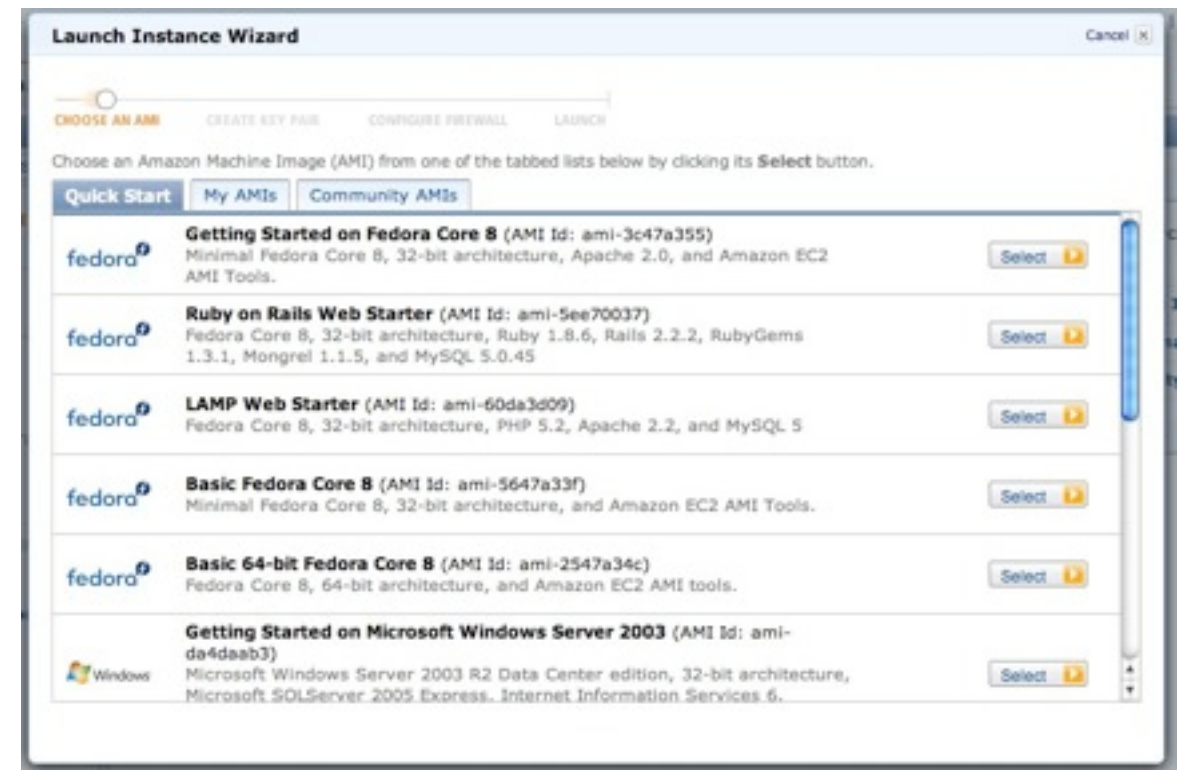 Launch Instance Wizard
Cancel
CHOOSE AN AMI CREATE KEY PAIR CONFIGURE FIREWALL LAUNCH
Choose an Amazon Machine Image (AMI) from one of the tabbed lists below by clicking its Select button.
Quick Start My AMIs Community AMIs
fedora
Getting Started on Fedora Core 8 (AMI Id: ami-3c47a355)
Minimal Fedora Core 8, 32-bit architecture, Apache 2.0, and Amazon EC2
AMI Tools.
Select
fedora
Ruby on Rails Web Starter (AMI Id: ami-5ee70037)
Fedora Core 8, 32-bit architecture, Ruby 1.8.6, Rails 2.2.2, RubyGems
1.3.1, Mongrel 1.1.5, and MySQL 5.0.45
Select
fedora
LAMP Web Starter (AMI Id: ami-60da3d09)
Fedora Core 8, 32-bit architecture, PHP 5.2, Apache 2.2, and MySQL 5
Select
fedora
Basic Fedora Core 8 (AMI Id: ami-5647a33f)
Minimal Fedora Core 8, 32-bit architecture, and Amazon EC2 AMI Tools.
Select
fedora
Basic 64-bit Fedora Core 8 (AMI Id: ami-2547a34c)
Fedora Core 8, 64-bit architecture, and Amazon EC2 AMI tools.
Select
Windows
Getting Started on Microsoft Windows Server 2003 (AMI Id: ami-
da4daab3)
Microsoft Windows Server 2003 R2 Data Center edition, 32-bit architecture,
Microsoft SQLServer 2005 Express, Internet Information Services 6,
Select